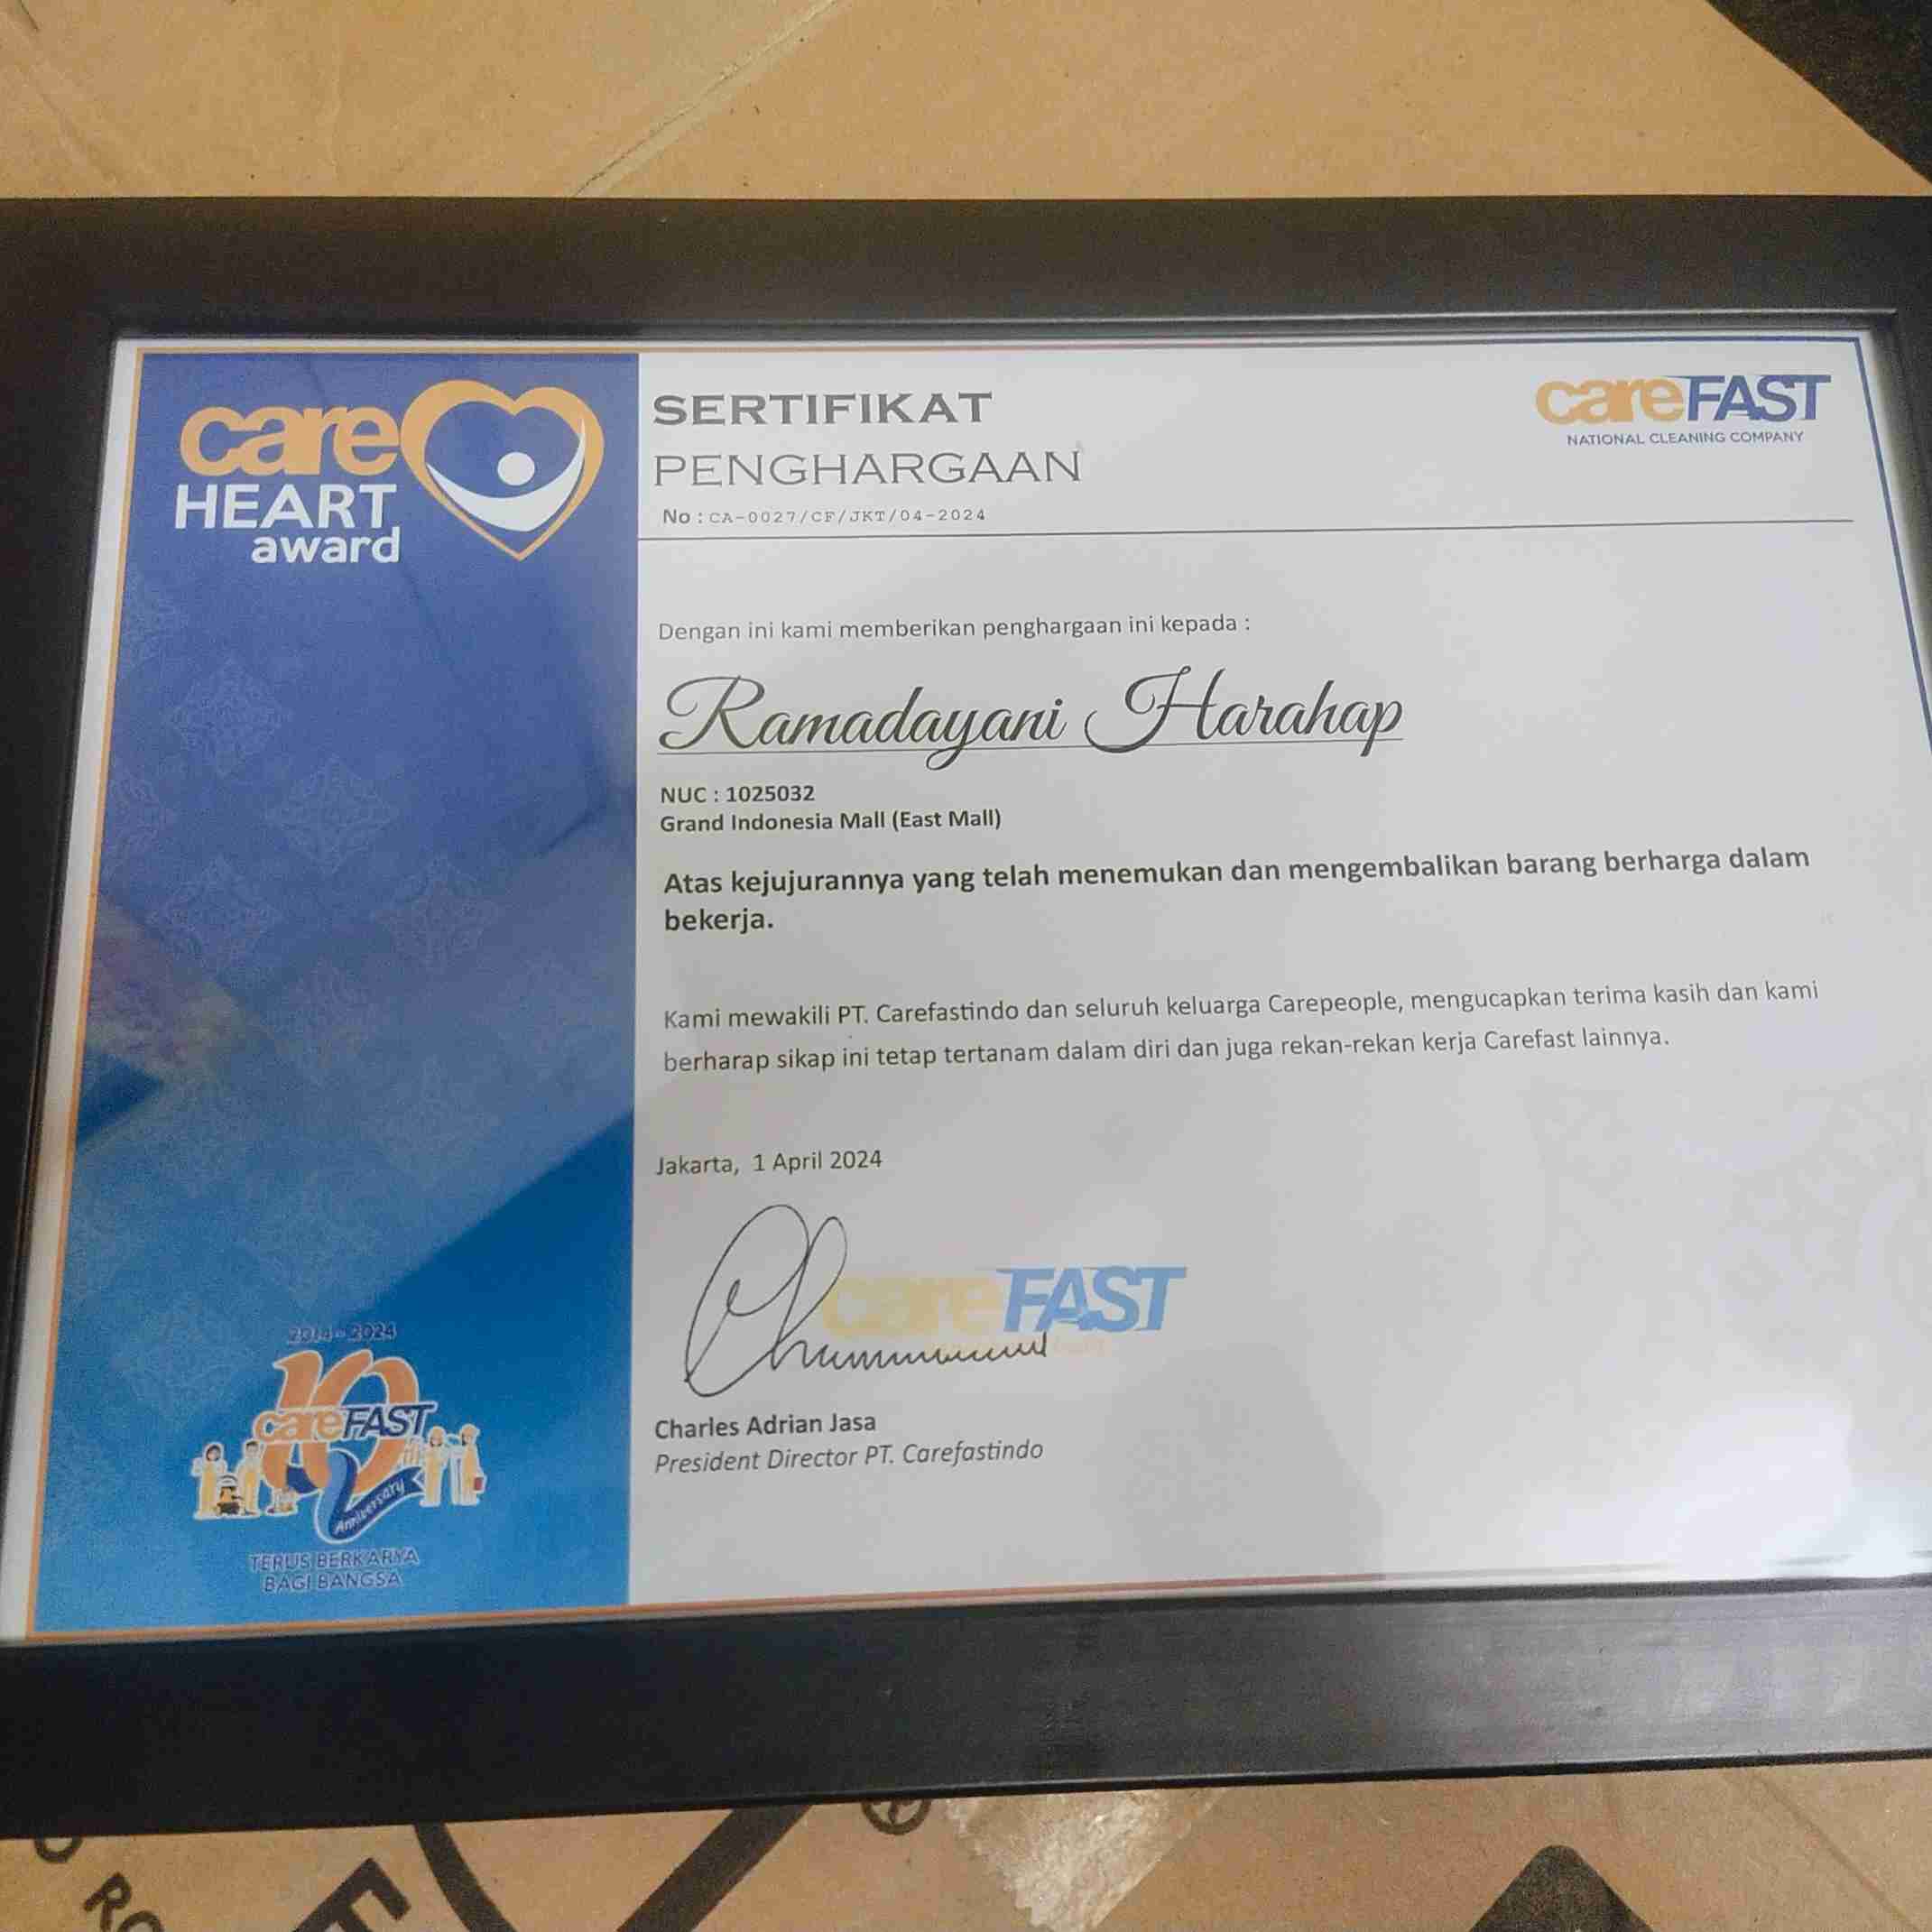 care
HEART
award
SERTIFIKAT
PENGHARGAAN
No : CA-0027/CF/JKT/04-2024
careFAST
NATIONAL CLEANING COMPANY
Dengan ini kami memberikan penghargaan ini kepada :
Ramadayani Harahap
NUC : 1025032
Grand Indonesia Mall (East Mall)
Atas kejujurannya yang telah menemukan dan mengembalikan barang berharga dalam
bekerja.
Kami mewakili PT. Carefastindo dan seluruh keluarga Carepeople, mengucapkan terima kasih dan kami
berharap sikap ini tetap tertanam dalam diri dan juga rekan-rekan kerja Carefast lainnya.
Jakarta, 1 April 2024
careFAST
Charles Adrian Jasa
President Director PT. Carefastindo
2014-2024
10
careFAST
th
Anniversary
TERUS BERKARYA
BAGI BANGSA